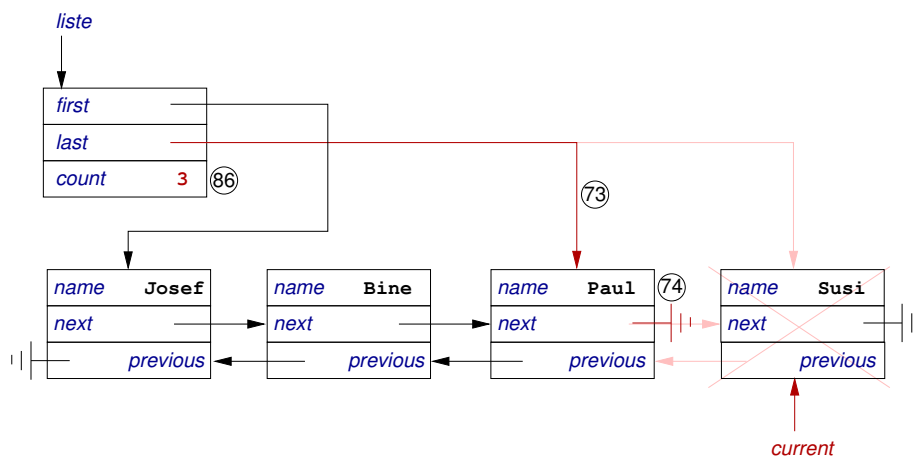 liste
first
last
count 3 86
73
name Josef
name Bine
name Paul 74
name Susi
next
next
next
next
previous
previous
previous
previous
current